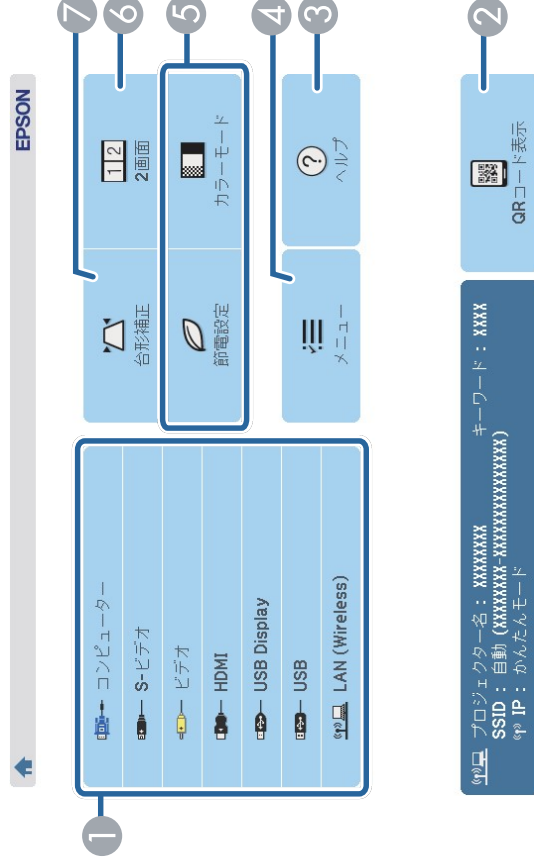 EPSON
コンピューター
S-ビデオ
ビデオ
HDMI
USB Display
USB
LAN (Wireless)
台形補正
1 2
2画面
節電設定
カラーモード
メニュー
?
ヘルプ
プロジェクター名 : XXXXXXXX キーワード : XXXX
SSID : 自動 (XXXXXXXX-XXXXXXXXXXXXXXXX)
IP : かんたんモード
QRコード表示
1
7
6
5
4
3
2